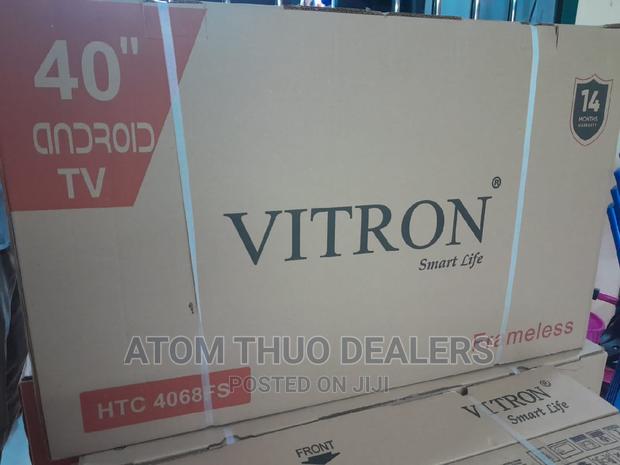 40"
ANDROID
TV
14
MONTHS
WARRANTY
VITRON®
Smart Life
Frameless
ATOM THUO DEALERS
POSTED ON JIJI
HTC 4068FS
VITRON®
Smart Life
FRONT